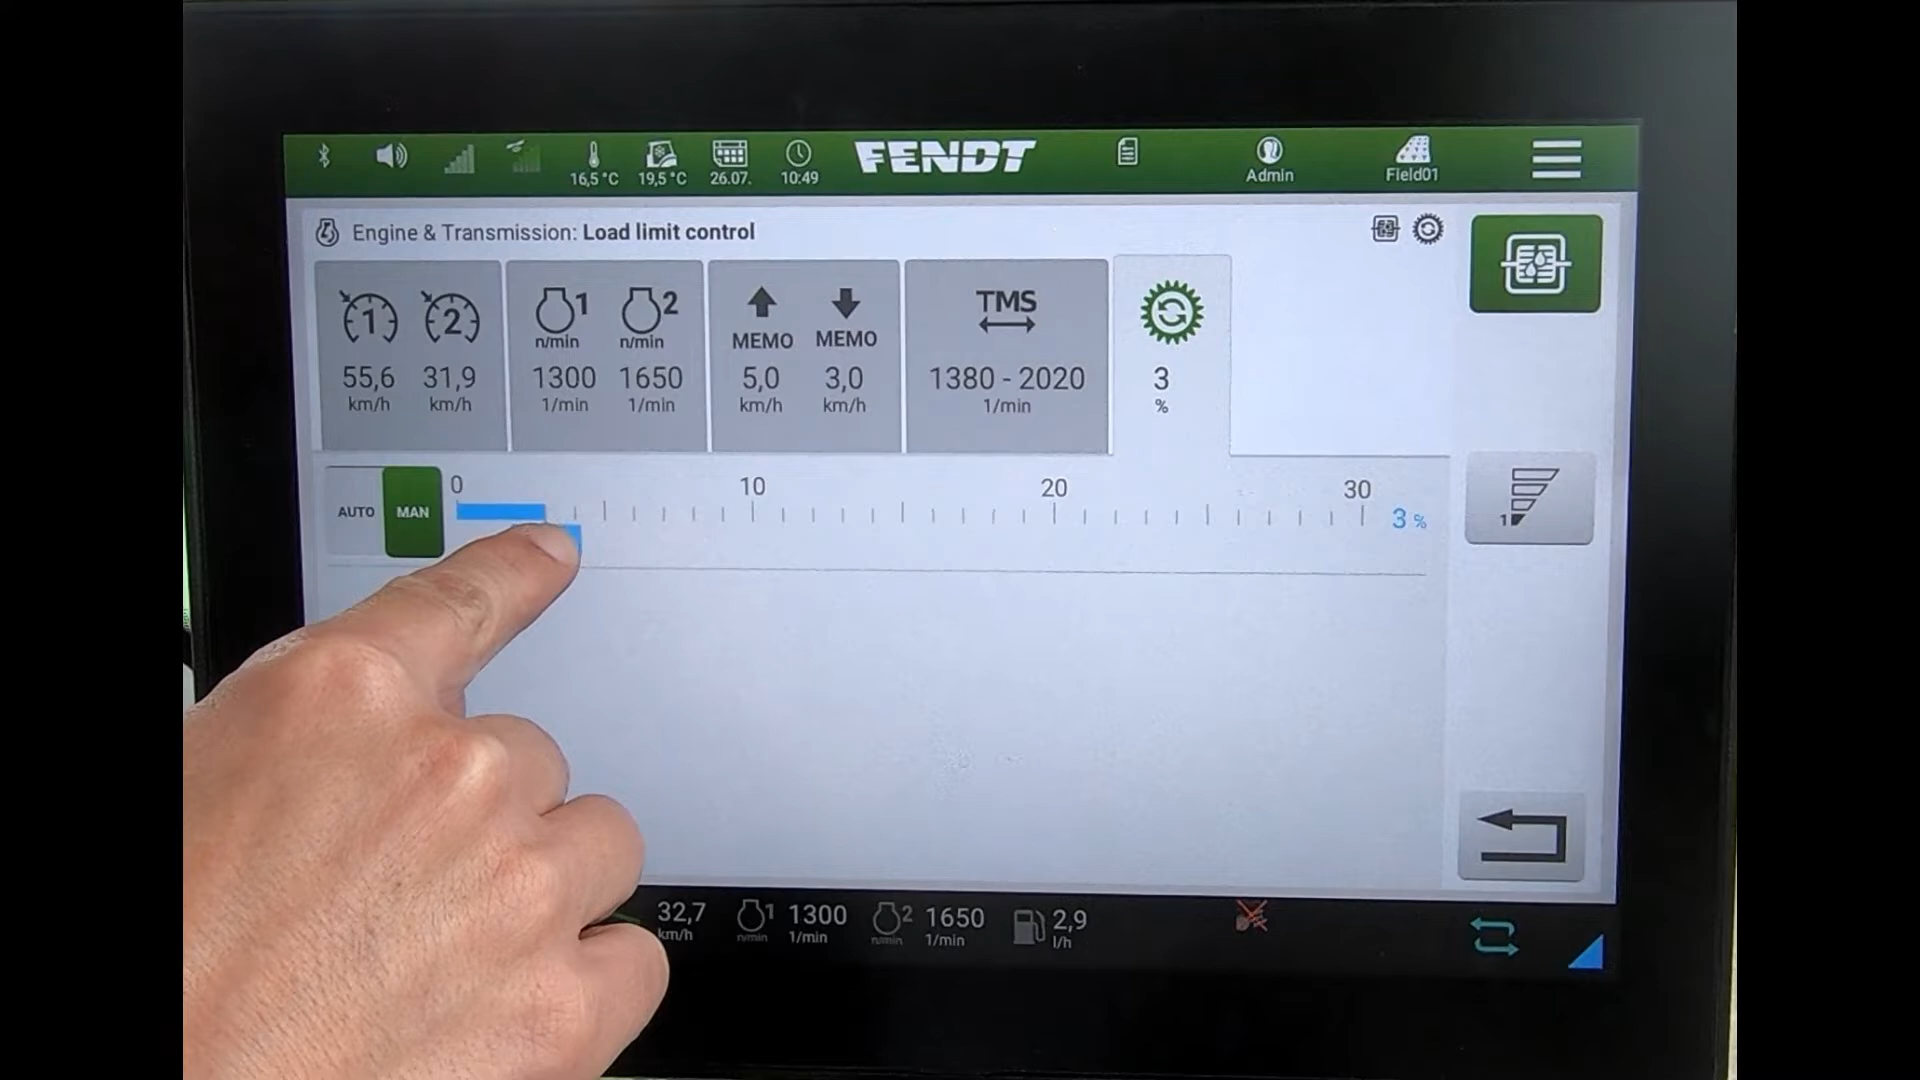 16,5 °C 19,5 °C 26.07. 10:49 FENDT Admin Field01
Engine & Transmission: Load limit control
1 2 1 2 TMS
n/min n/min MEMO MEMO
55,6 31,9 1300 1650 5,0 3,0 1380 - 2020 3
km/h km/h 1/min 1/min km/h km/h 1/min %
0 10 20 30
AUTO MAN 3 % 1
32,7 1 1300 2 1650 2,9
km/h n/min 1/min n/min 1/min l/h